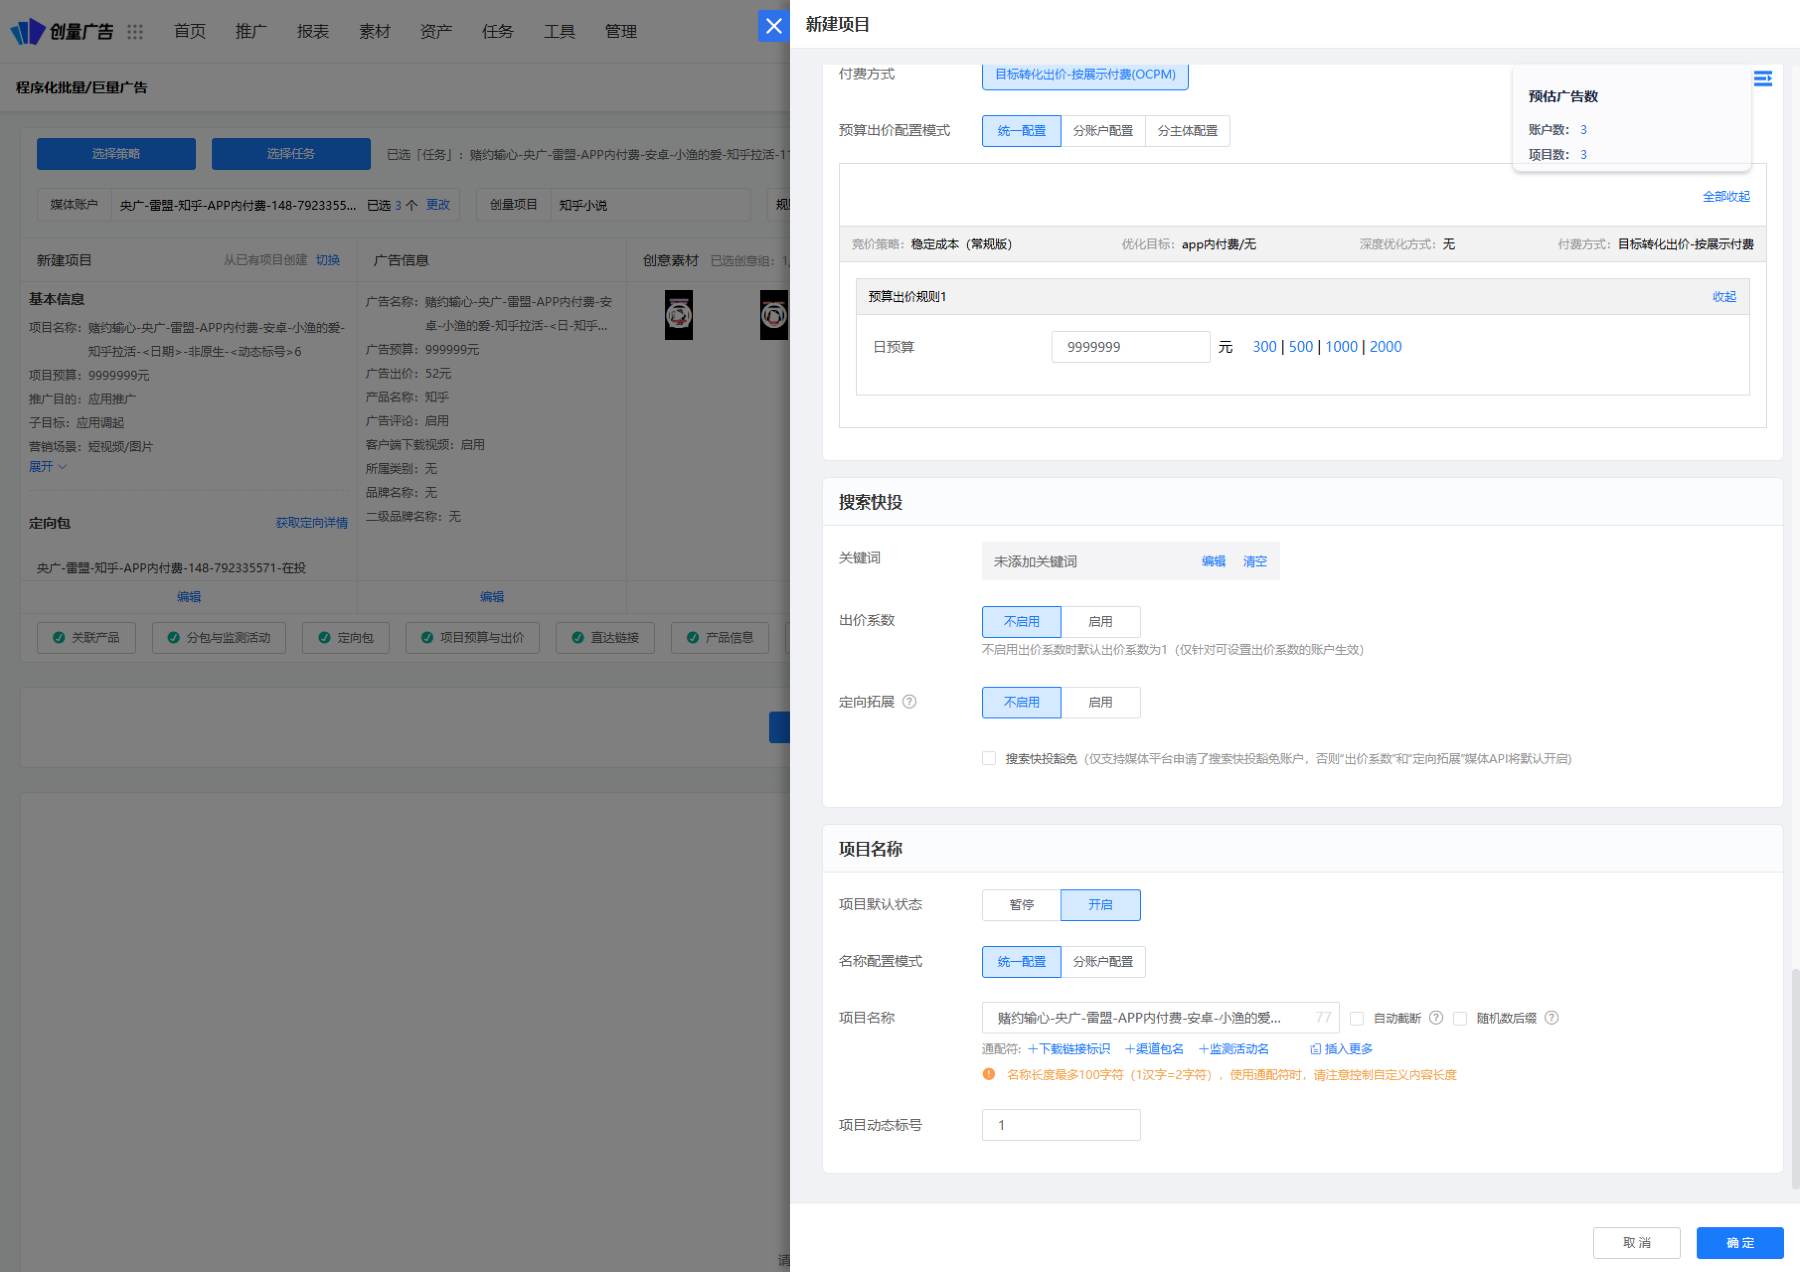 创量广告 首页 推广 报表 素材 资产 任务 工具 管理
程序化批量/巨量广告
选择策略 选择任务 已选「任务」: 赌约输心-央广-雷盟-APP内付费-安卓-小渔的爱-知乎拉活-11
媒体账户 央广-雷盟-知乎-APP内付费-148-7923355... 已选 3 个 更改 创量项目 知乎小说
新建项目 从已有项目创建 切换 广告信息 创意素材 已选创意组: 1,
基本信息
项目名称: 赌约输心-央广-雷盟-APP内付费-安卓-小渔的爱-
知乎拉活-<日期>-非原生-<动态标号>6
项目预算: 9999999元
推广目的: 应用推广
子目标: 应用调起
营销场景: 短视频/图片
展开
定向包 获取定向详情
央广-雷盟-知乎-APP内付费-148-792335571-在投
编辑
广告名称: 赌约输心-央广-雷盟-APP内付费-安
卓-小渔的爱-知乎拉活-<日-知乎...
广告预算: 999999元
广告出价: 52元
产品名称: 知乎
广告评论: 启用
客户端下载视频: 启用
所属类别: 无
品牌名称: 无
二级品牌名称: 无
编辑
关联产品 分包与监测活动 定向包 项目预算与出价 直达链接 产品信息
请
新建项目
付费方式 目标转化出价-按展示付费(OCPM)
预估广告数
账户数: 3
项目数: 3
预算出价配置模式 统一配置 分账户配置 分主体配置
全部收起
竞价策略: 稳定成本（常规版） 优化目标: app内付费/无 深度优化方式: 无 付费方式: 目标转化出价-按展示付费
预算出价规则1 收起
日预算 9999999 元 300 | 500 | 1000 | 2000
搜索快投
关键词 未添加关键词 编辑 清空
出价系数 不启用 启用
不启用出价系数时默认出价系数为1（仅针对可设置出价系数的账户生效）
定向拓展 不启用 启用
搜索快投豁免（仅支持媒体平台申请了搜索快投豁免账户，否则“出价系数”和“定向拓展”媒体API将默认开启）
项目名称
项目默认状态 暂停 开启
名称配置模式 统一配置 分账户配置
项目名称 赌约输心-央广-雷盟-APP内付费-安卓-小渔的爱... 77 自动截断 随机数后缀
通配符: +下载链接标识 +渠道包名 +监测活动名 插入更多
名称长度最多100字符（1汉字=2字符），使用通配符时，请注意控制自定义内容长度
项目动态标号 1
取消 确定